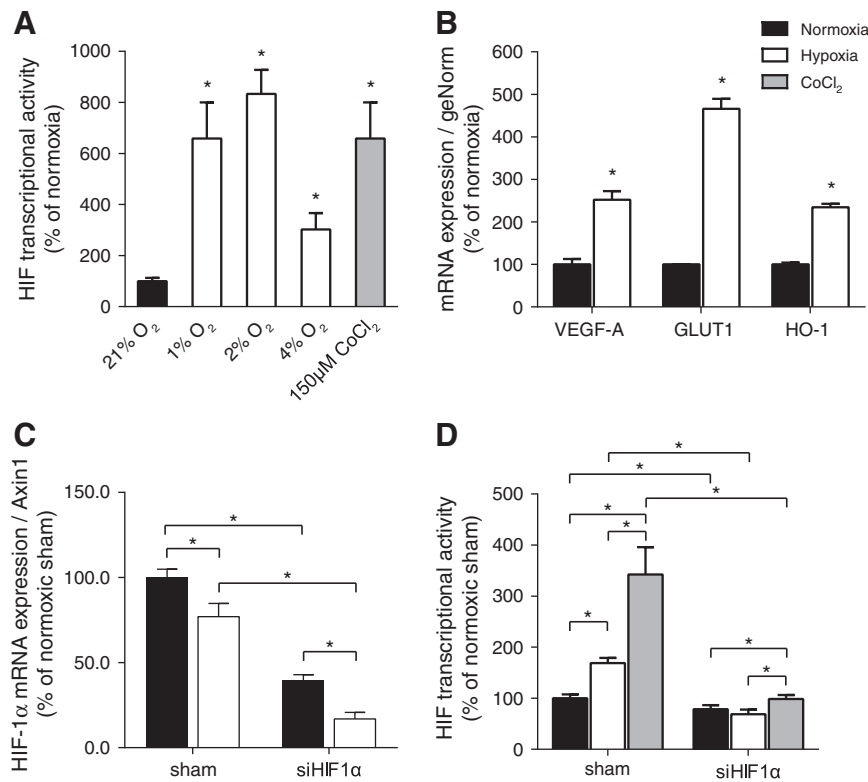 A
HIF transcriptional activity
(% of normoxia)
1000
800
600
400
200
0
*
*
*
*
21% O₂
1% O₂
2% O₂
4% O₂
150µM CoCl₂
B
Normoxia
Hypoxia
CoCl₂
mRNA expression / geNorm
(% of normoxia)
600
500
400
300
200
100
0
*
*
*
VEGF-A
GLUT1
HO-1
C
HIF-1α mRNA expression / Axin1
(% of normoxic sham)
150.0
100.0
50.0
0.0
*
*
*
*
sham
siHIF1α
D
HIF transcriptional activity
(% of normoxic sham)
500
400
300
200
100
0
*
*
*
*
*
*
*
*
sham
siHIF1α